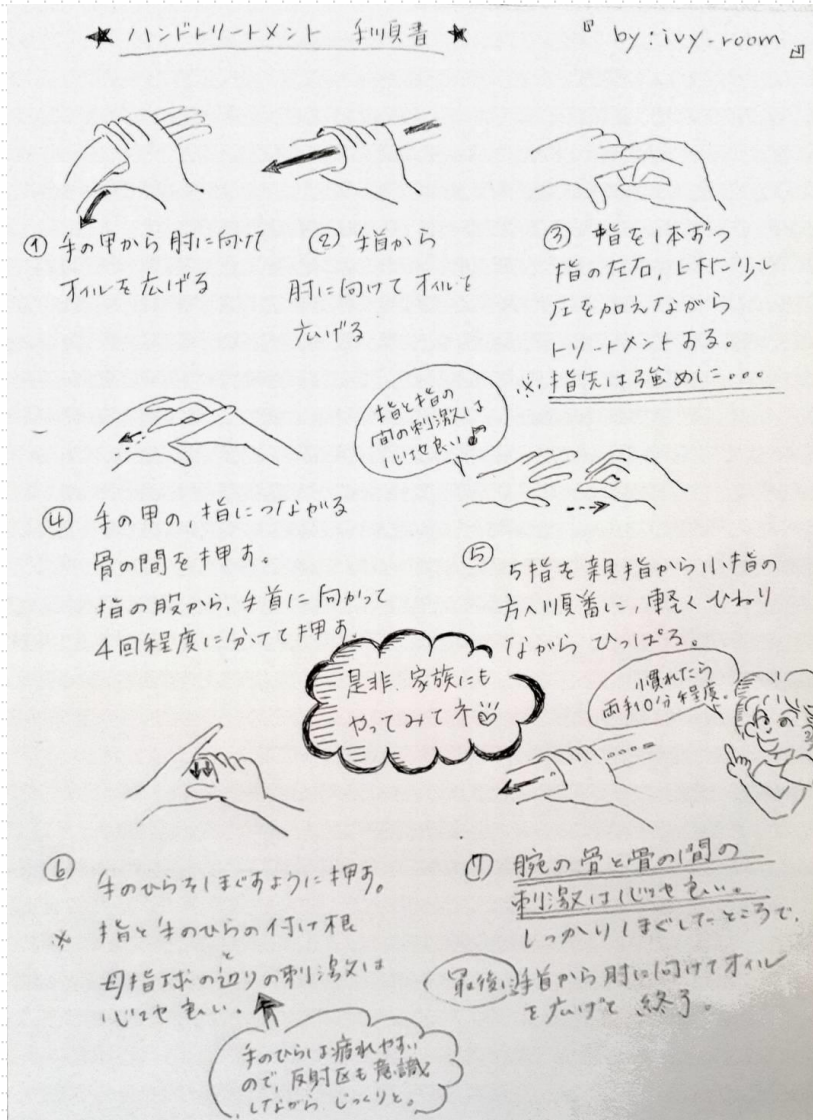 ★ ハンドトリートメント 手順書 ★
『 by:ivy-room 』
① 手の甲から肘に向けて
オイルを広げる
② 手首から
肘に向けてオイルを
広げる
③ 指を1本ずつ
指の左右,上下に少し
圧を加えながら
トリートメントする。
※指先は強めに。。。
④ 手の甲の,指につながる
骨の間を押す。
指の股から,手首に向かって
4回程度に分けて押す。
指と指の
間の刺激は
心地良い♪
⑤ 5指を親指から小指の
方へ順番に,軽くひねり
ながらひっぱる。
是非、家族にも
やってみてネ
慣れたら
両手10分程度。
⑥ 手のひらをほぐすように押す。
※ 指と手のひらの付け根
と
母指球の辺りの刺激は
心地良い。
手のひらは疲れやすい
ので,反射区も意識
しながらじっくりと。
⑦ 腕の骨と骨の間の
刺激は心地良い。
しっかりほぐしたところで,
最後に手首から肘に向けてオイル
を広げて 終了。